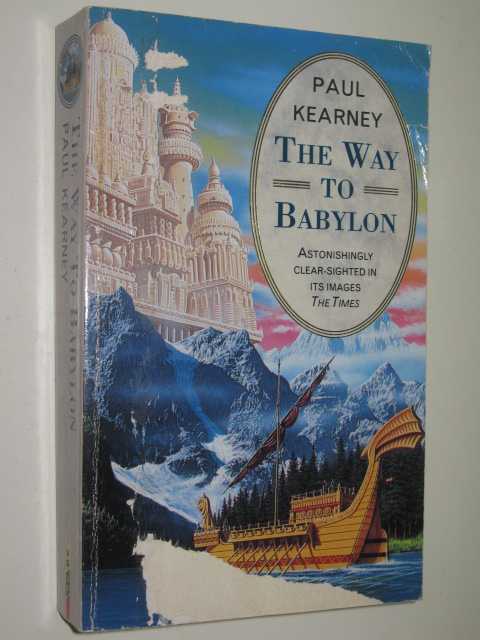 PAUL
KEARNEY
THE WAY
TO
BABYLON
ASTONISHINGLY
CLEAR-SIGHTED IN
ITS IMAGES
THE TIMES
THE WAY TO BABYLON
PAUL KEARNEY